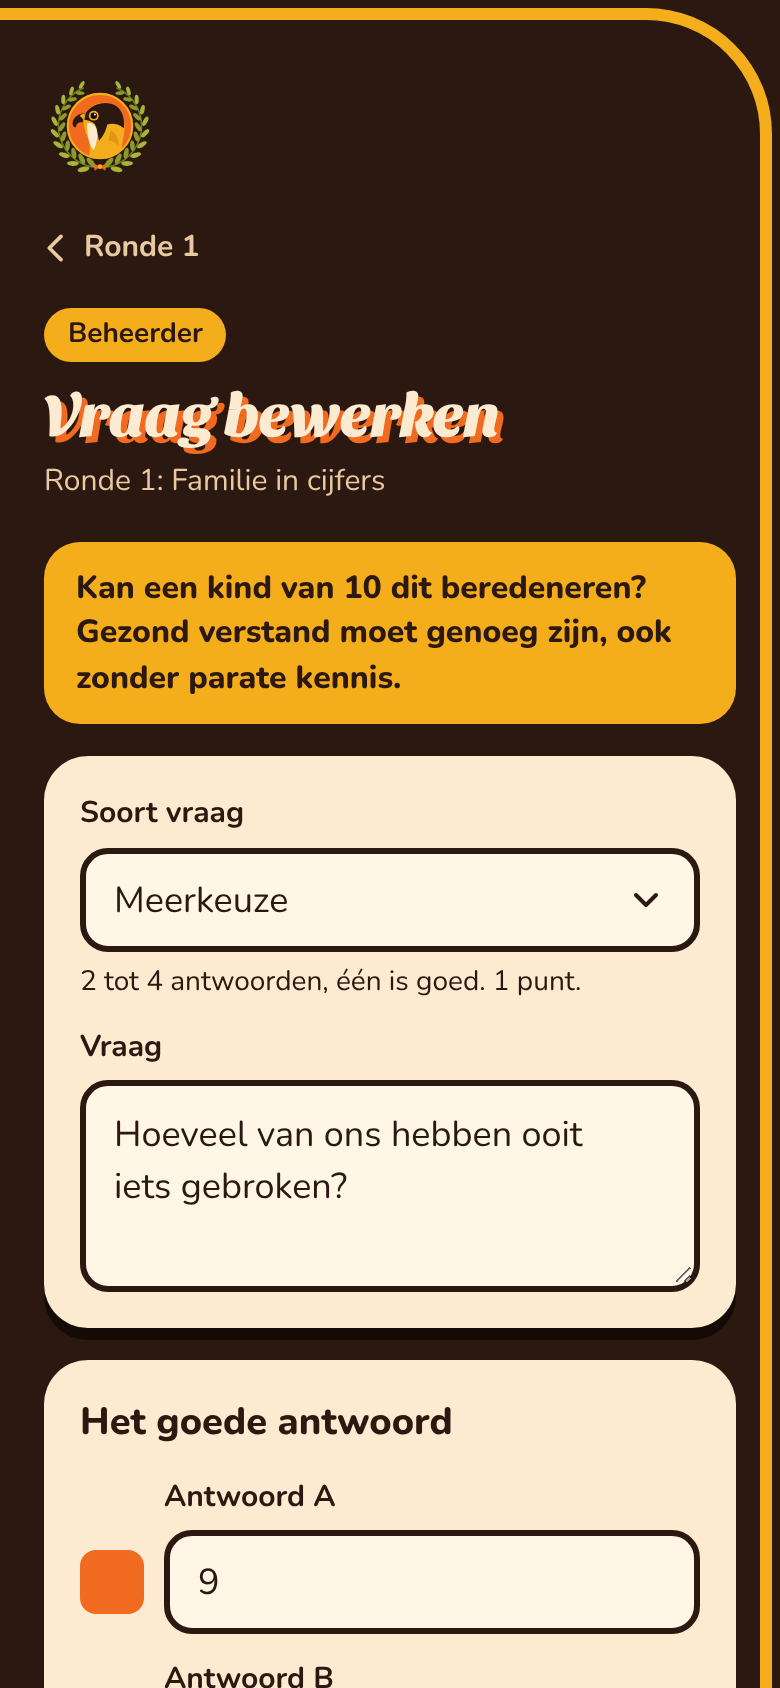 Ronde 1
Beheerder
Vraag bewerken
Ronde 1: Familie in cijfers
Kan een kind van 10 dit beredeneren?
Gezond verstand moet genoeg zijn, ook
zonder parate kennis.
Soort vraag
Meerkeuze
2 tot 4 antwoorden, één is goed. 1 punt.
Vraag
Hoeveel van ons hebben ooit
iets gebroken?
Het goede antwoord
Antwoord A
9
Antwoord B